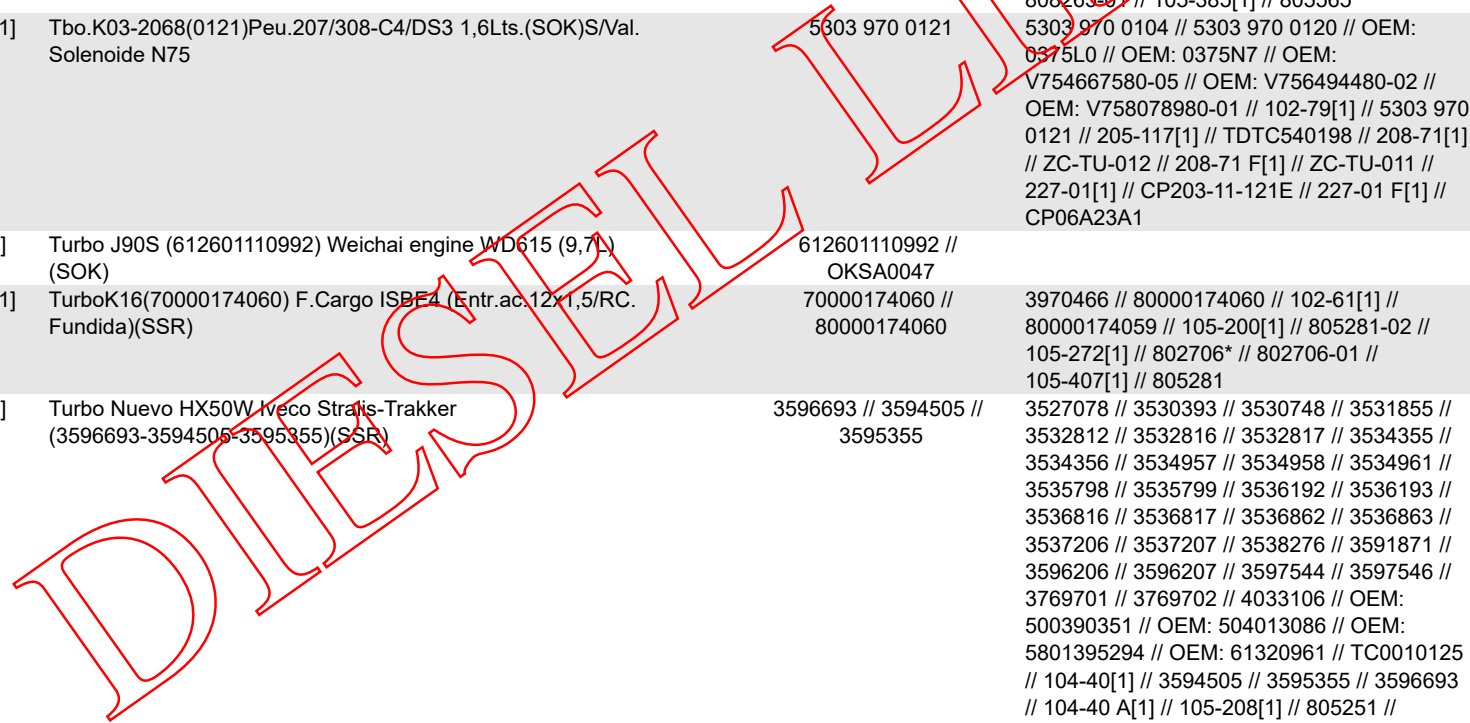 808263-01 // 105-385[1] // 805365
1] Tbo.K03-2068(0121)Peu.207/308-C4/DS3 1,6Lts.(SOK)S/Val.
Solenoide N75
5303 970 0121
5303 970 0104 // 5303 970 0120 // OEM:
0375L0 // OEM: 0375N7 // OEM:
V754667580-05 // OEM: V756494480-02 //
OEM: V758078980-01 // 102-79[1] // 5303 970
0121 // 205-117[1] // TDTC540198 // 208-71[1]
// ZC-TU-012 // 208-71 F[1] // ZC-TU-011 //
227-01[1] // CP203-11-121E // 227-01 F[1] //
CP06A23A1
] Turbo J90S (612601110992) Weichai engine WD615 (9,7L)
(SOK)
612601110992 //
OKSA0047
1] TurboK16(70000174060) F.Cargo ISBE4 (Entr.ac.12x1,5/RC.
Fundida)(SSR)
70000174060 //
80000174060
3970466 // 80000174060 // 102-61[1] //
80000174059 // 105-200[1] // 805281-02 //
105-272[1] // 802706* // 802706-01 //
105-407[1] // 805281
] Turbo Nuevo HX50W Iveco Stralis-Trakker
(3596693-3594505-3595355)(SSR)
3596693 // 3594505 //
3595355
3527078 // 3530393 // 3530748 // 3531855 //
3532812 // 3532816 // 3532817 // 3534355 //
3534356 // 3534957 // 3534958 // 3534961 //
3535798 // 3535799 // 3536192 // 3536193 //
3536816 // 3536817 // 3536862 // 3536863 //
3537206 // 3537207 // 3538276 // 3591871 //
3596206 // 3596207 // 3597544 // 3597546 //
3769701 // 3769702 // 4033106 // OEM:
500390351 // OEM: 504013086 // OEM:
5801395294 // OEM: 61320961 // TC0010125
// 104-40[1] // 3594505 // 3595355 // 3596693
// 104-40 A[1] // 105-208[1] // 805251 //
DIESEL